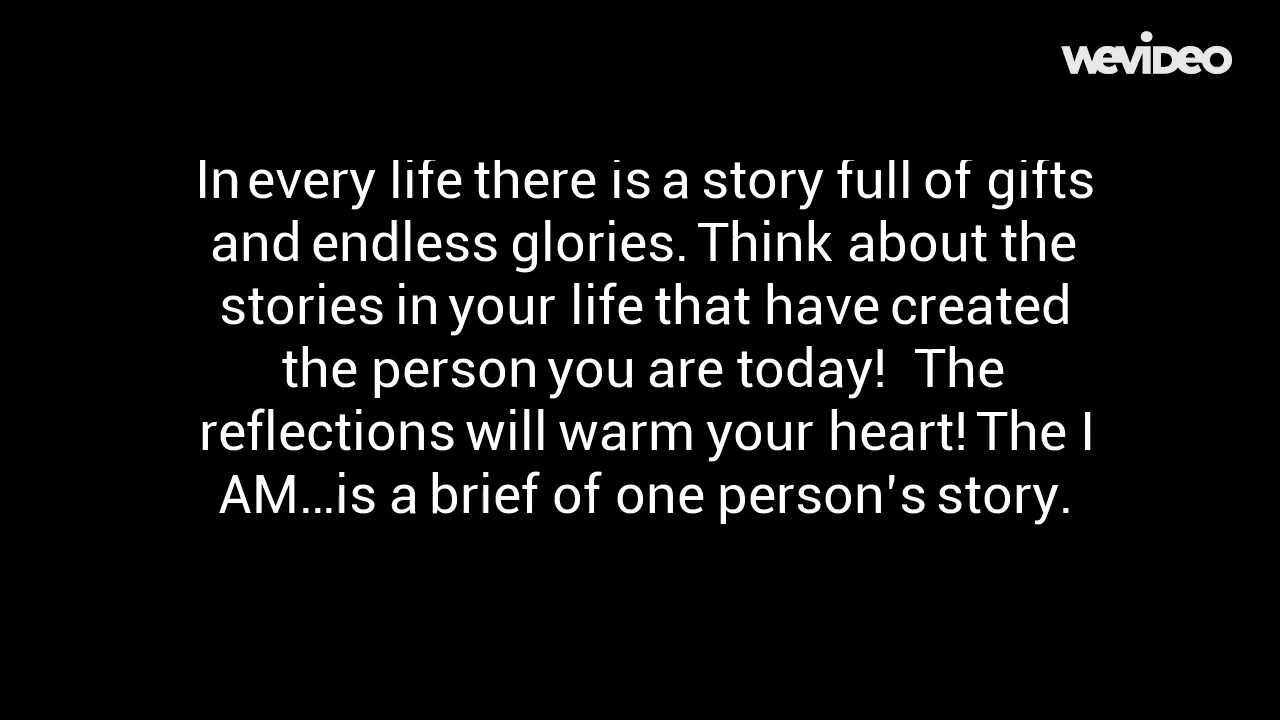 WEVIDEO
In every life there is a story full of gifts
and endless glories. Think about the
stories in your life that have created
the person you are today!  The
reflections will warm your heart! The I
AM...is a brief of one person's story.